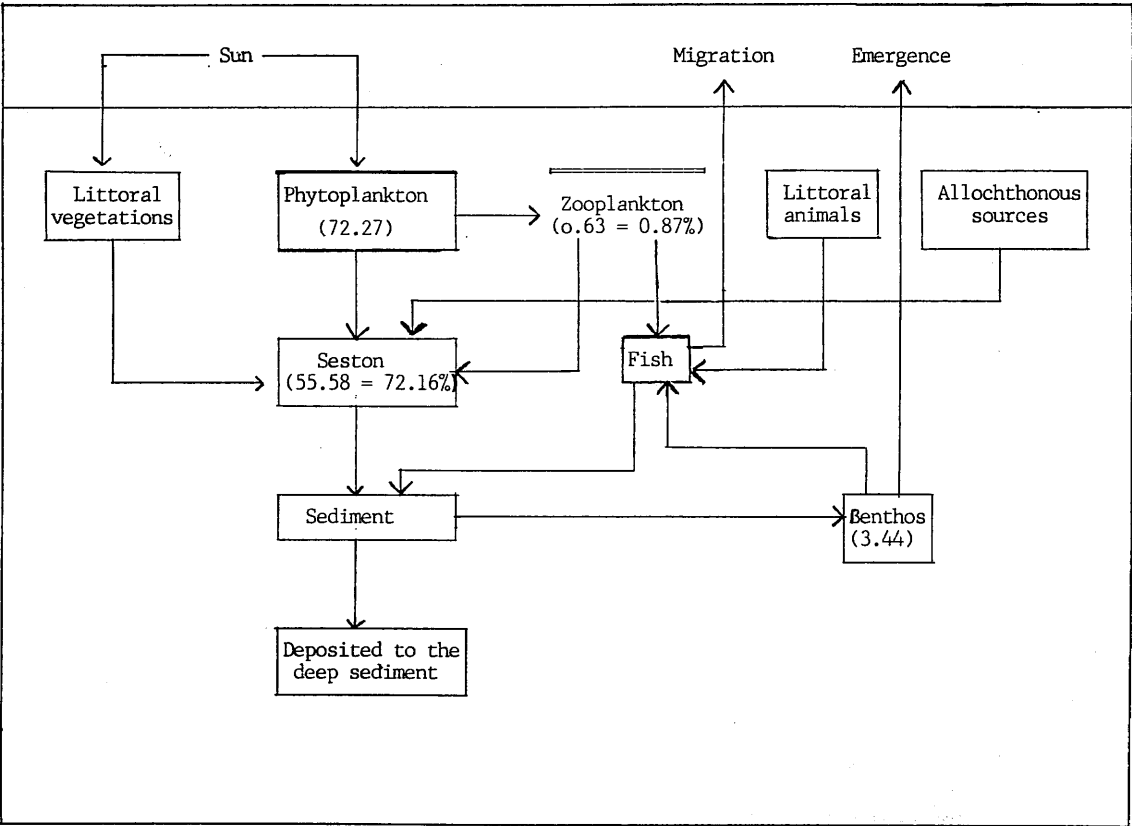 Sun
Migration
Emergence
Littoral
vegetations
Phytoplankton
(72.27)
Zooplankton
(o.63 = 0.87%)
Littoral
animals
Allochthonous
sources
Seston
(55.58 = 72.16%)
Fish
Sediment
Benthos
(3.44)
Deposited to the
deep sediment